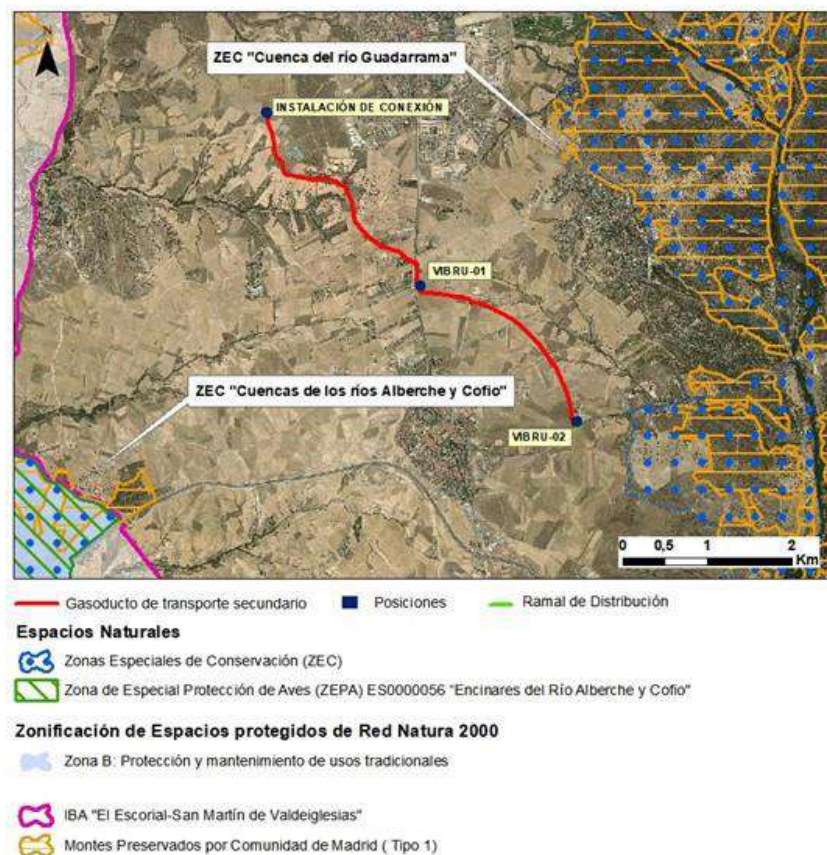 ZEC "Cuenca del río Guadarrama"
INSTALACIÓN DE CONEXIÓN
VIBRU-01
ZEC "Cuencas de los ríos Alberche y Cofio"
VIBRU-02
0 0,5 1 2
Km
Gasoducto de transporte secundario Posiciones Ramal de Distribución
Espacios Naturales
Zonas Especiales de Conservación (ZEC)
Zona de Especial Protección de Aves (ZEPA) ES0000056 "Encinares del Río Alberche y Cofio"
Zonificación de Espacios protegidos de Red Natura 2000
Zona B: Protección y mantenimiento de usos tradicionales
IBA "El Escorial-San Martín de Valdeiglesias"
Montes Preservados por Comunidad de Madrid ( Tipo 1)